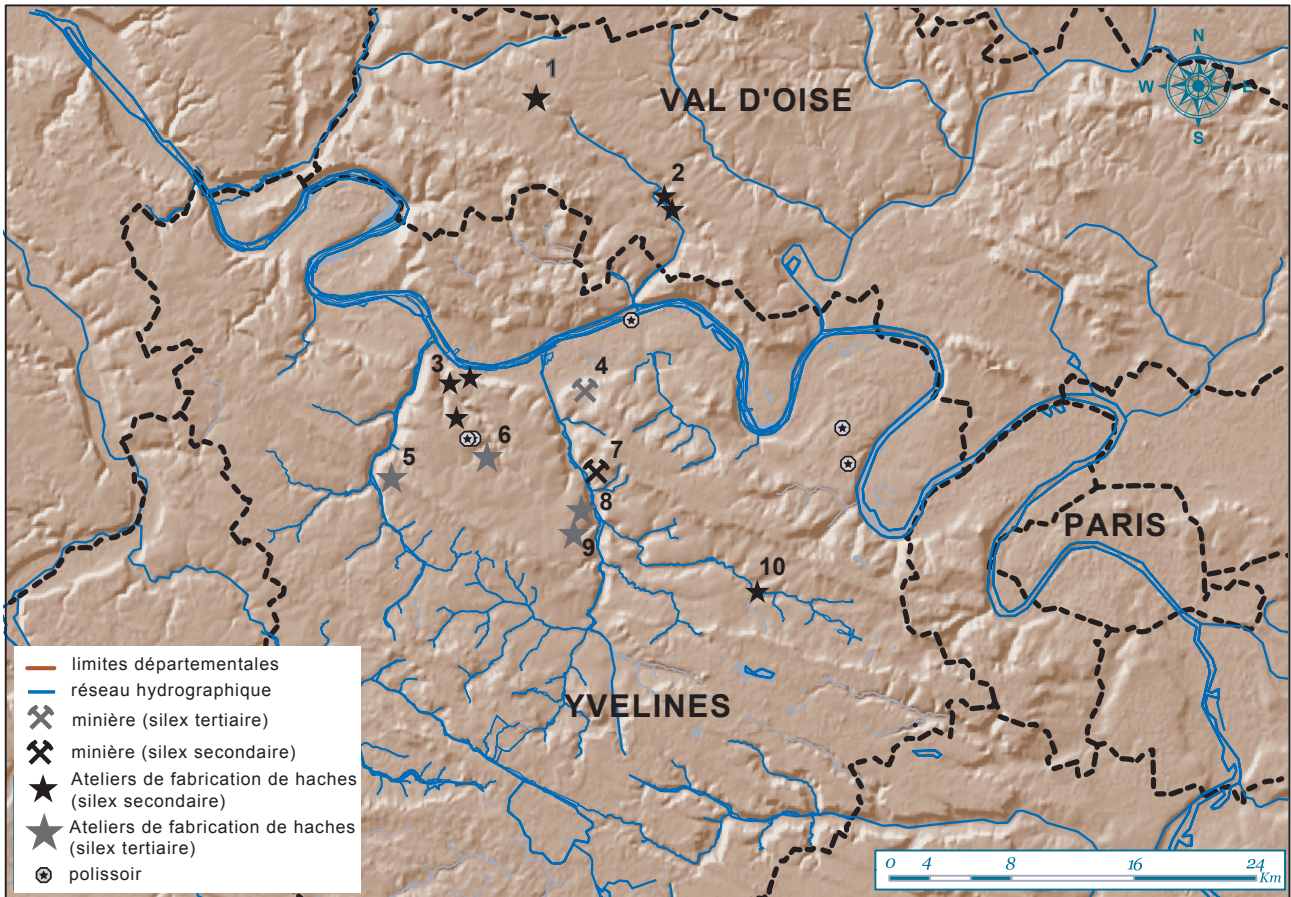 N
1
VAL D'OISE
W
E
S
2
3
4
5
6
7
8
9
PARIS
10
YVELINES
limites départementales
réseau hydrographique
minière (silex tertiaire)
minière (silex secondaire)
Ateliers de fabrication de haches
(silex secondaire)
Ateliers de fabrication de haches
(silex tertiaire)
polissoir
0 4 8 16 24
Km